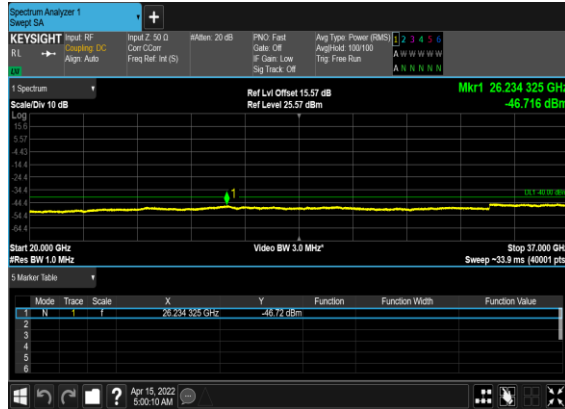 Spectrum Analyzer 1
Swept SA
+
KEYSIGHT Input: RF Input Z: 50 Ω #Atten: 20 dB PNO: Fast Avg Type: Power (RMS) 1 2 3 4 5 6
RL Coupling: DC Corr CCorr Gate: Off Avg|Hold: 100/100 A W W W W W
Align: Auto Freq Ref: Int (S) IF Gain: Low Trig: Free Run
Sig Track: Off A N N N N N
1 Spectrum Ref Lvl Offset 15.57 dB Mkr1 26.234 325 GHz
Scale/Div 10 dB Ref Level 25.57 dBm -46.716 dBm
Log
15.6
5.57
-4.43
-14.4
-24.4
-34.4
1
DL1 -40.00 dBm
-44.4
-54.4
-64.4
Start 20.000 GHz Video BW 3.0 MHz* Stop 37.000 GHz
#Res BW 1.0 MHz Sweep ~33.9 ms (40001 pts)
5 Marker Table
Mode Trace Scale X Y Function Function Width Function Value
1 N 1 f 26.234 325 GHz -46.72 dBm
2
3
4
5
6
? Apr 15, 2022
5:00:10 AM